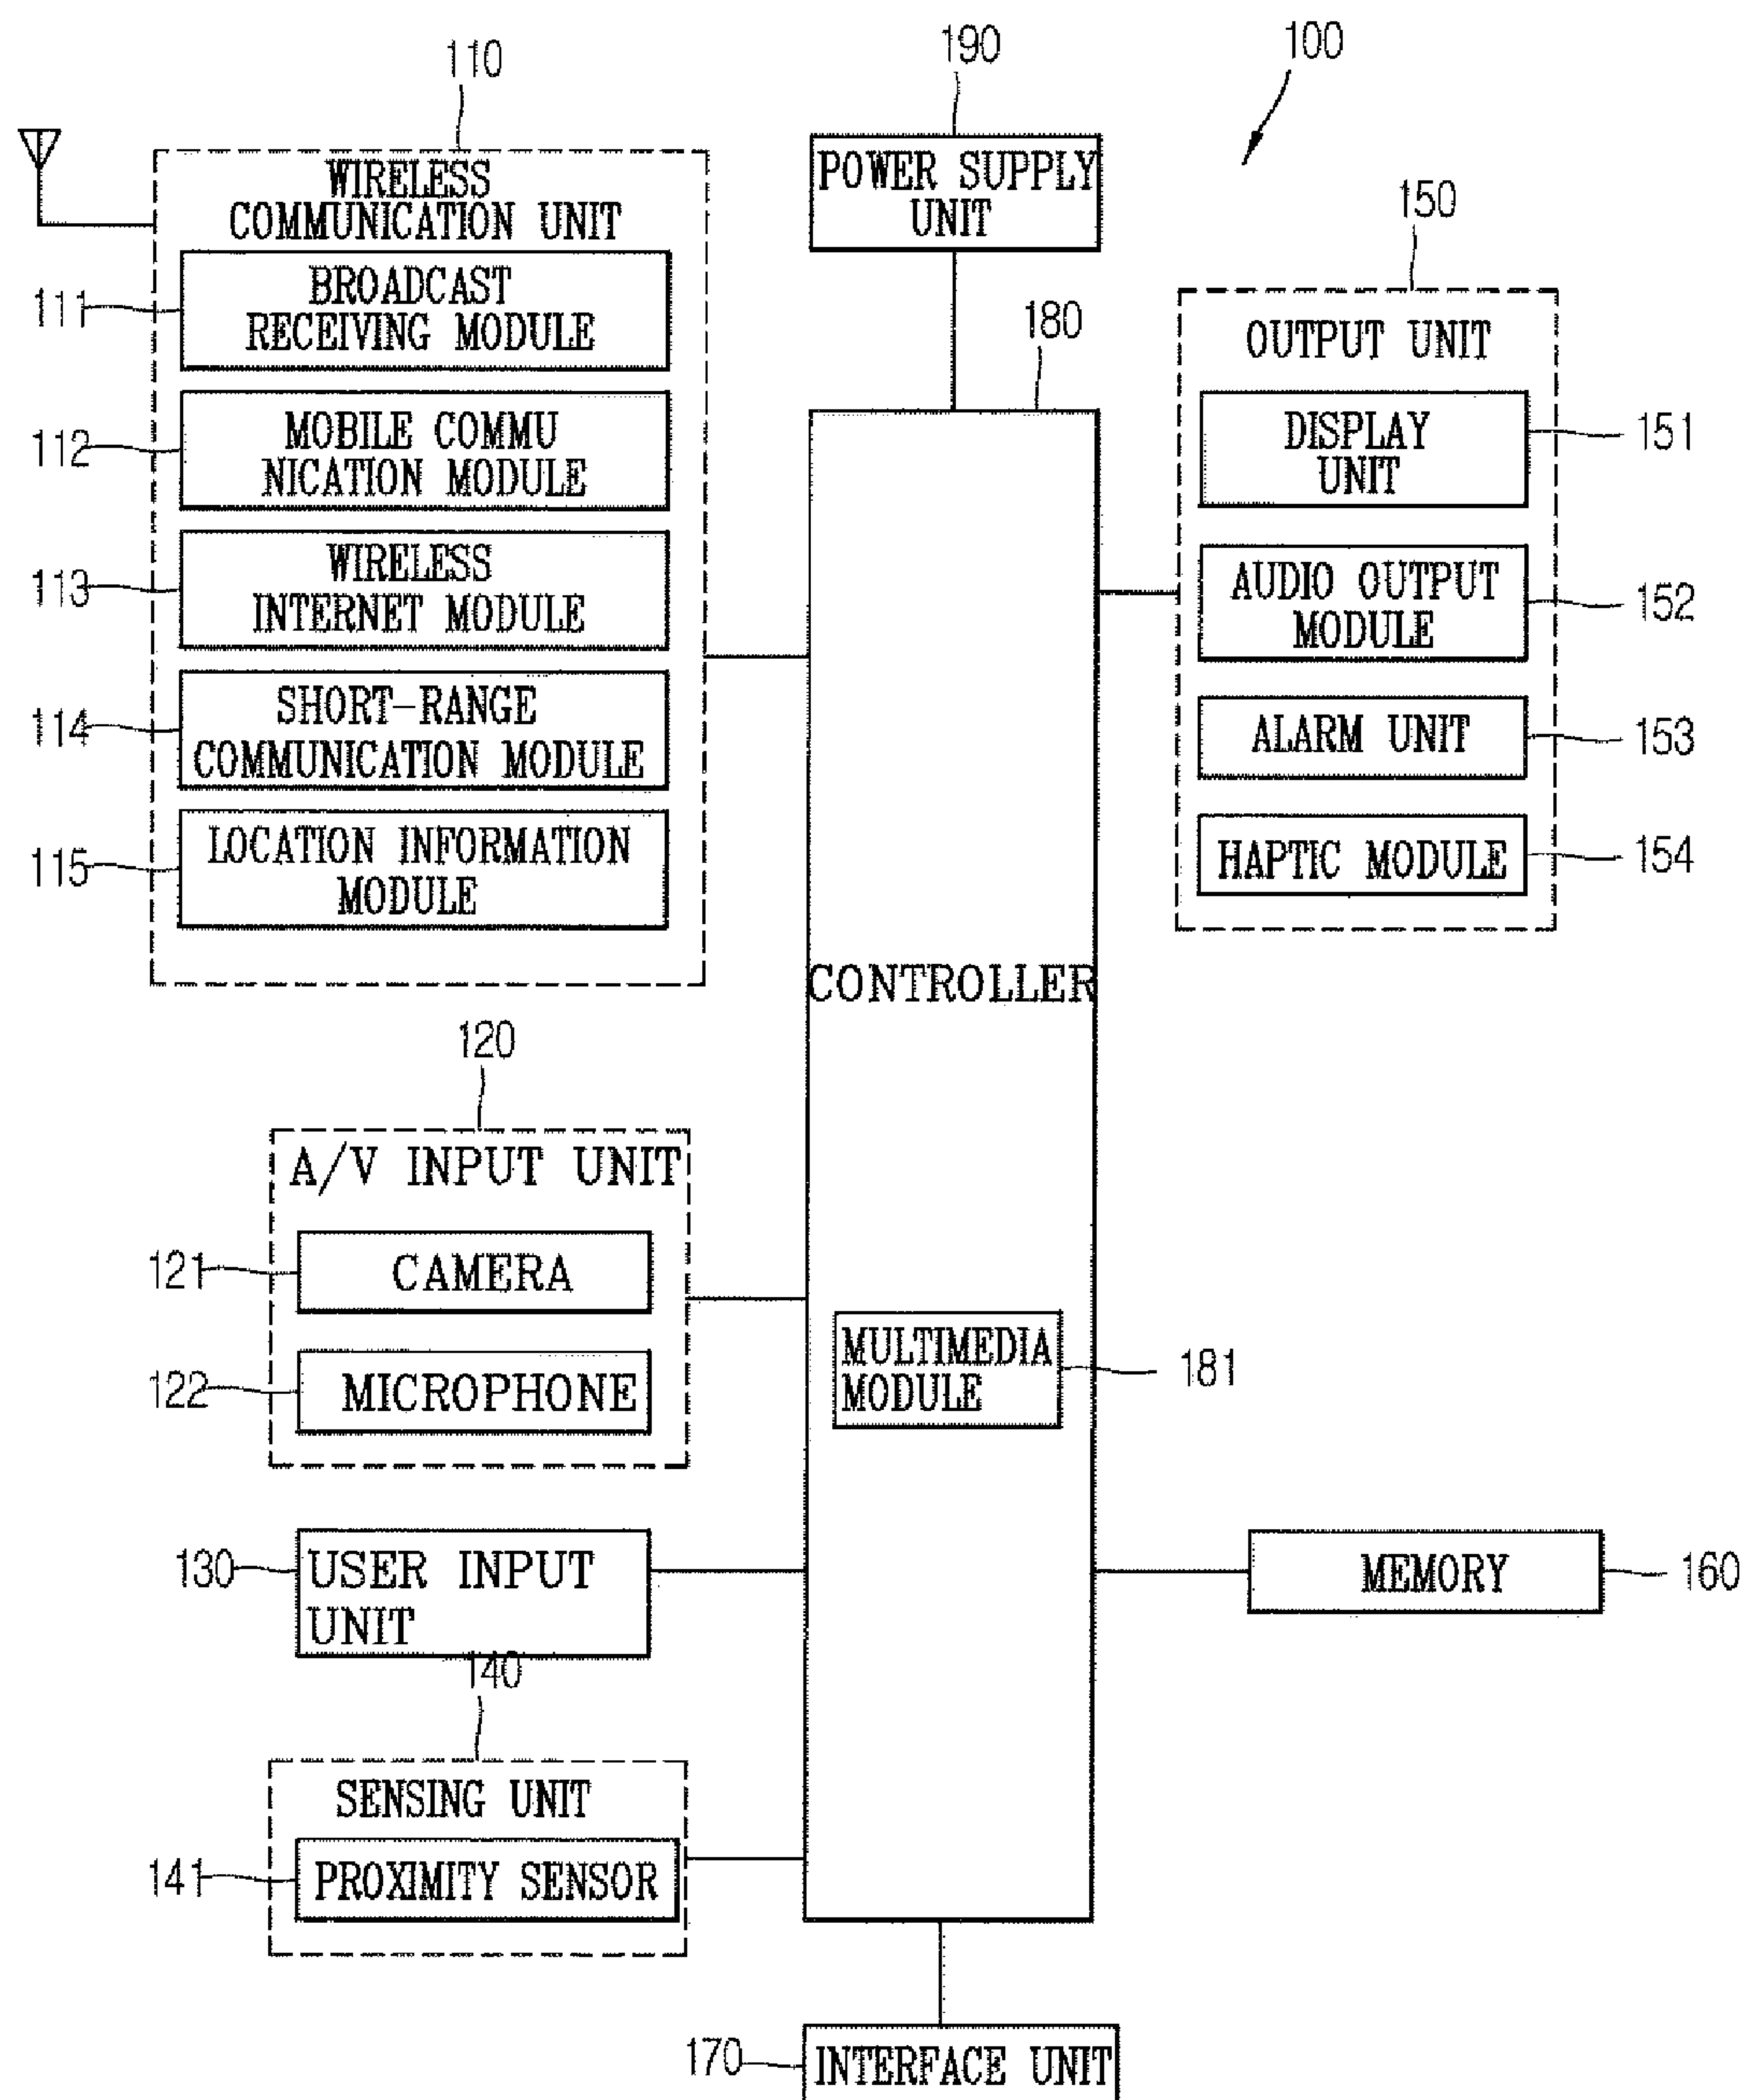 100
110
190
WIRELESS
COMMUNICATION UNIT
111
BROADCAST
RECEIVING MODULE
112
MOBILE COMMU
NICATION MODULE
113
WIRELESS
INTERNET MODULE
114
SHORT-RANGE
COMMUNICATION MODULE
115
LOCATION INFORMATION
MODULE
POWER SUPPLY
UNIT
180
CONTROLLER
MULTIMEDIA
MODULE
181
150
OUTPUT UNIT
DISPLAY
UNIT
151
AUDIO OUTPUT
MODULE
152
ALARM UNIT
153
HAPTIC MODULE
154
120
A/V INPUT UNIT
121
CAMERA
122
MICROPHONE
130
USER INPUT
UNIT
140
SENSING UNIT
141
PROXIMITY SENSOR
MEMORY
160
170
INTERFACE UNIT